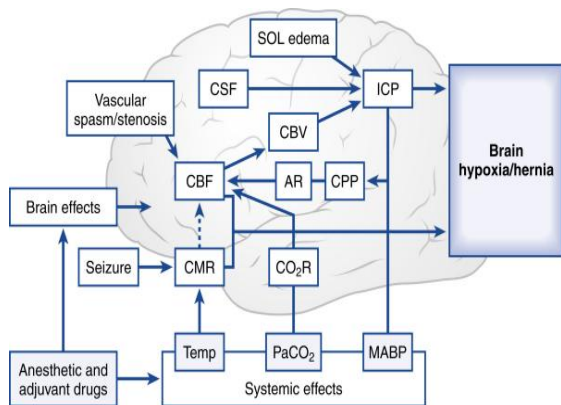 SOL edema
CSF
ICP
Vascular
spasm/stenosis
CBV
Brain
hypoxia/hernia
CBF
AR
CPP
Brain effects
Seizure
CMR
CO₂R
Temp
PaCO₂
MABP
Anesthetic and
adjuvant drugs
Systemic effects